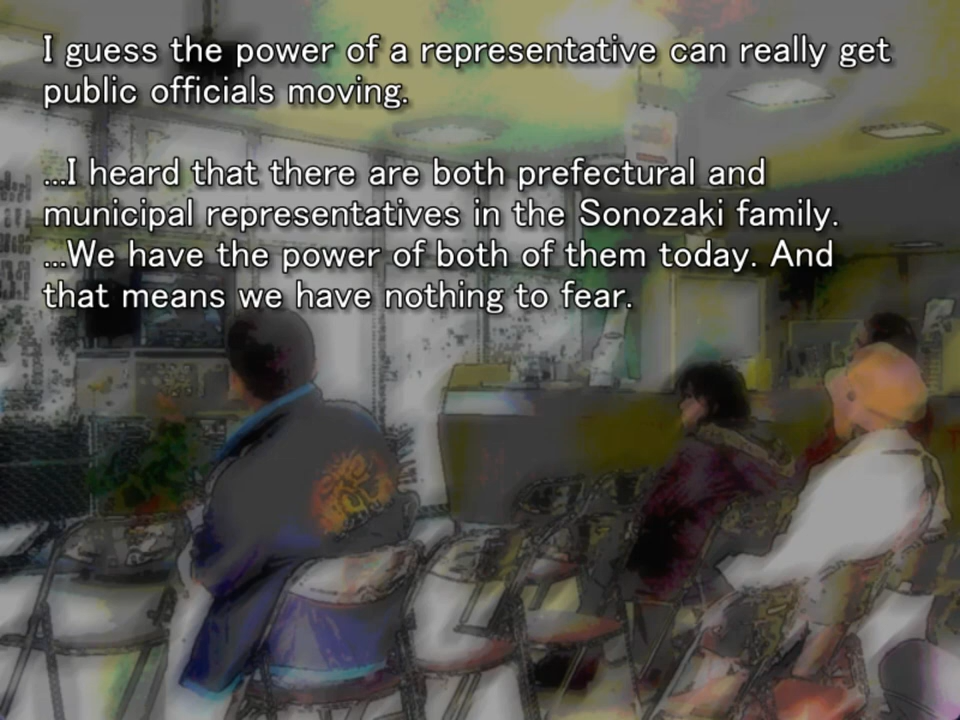 I guess the power of a representative can really get
public officials moving.
...I heard that there are both prefectural and
municipal representatives in the Sonozaki family.
...We have the power of both of them today. And
that means we have nothing to fear.